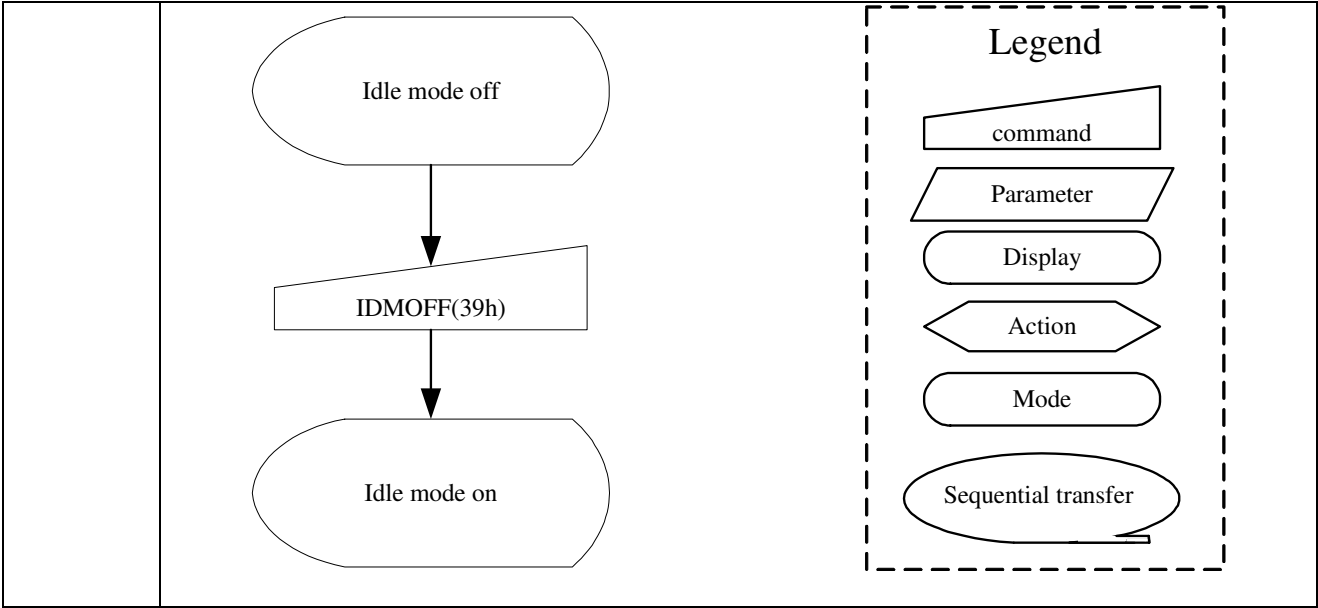 Idle mode off
IDMOFF(39h)
Idle mode on
Legend
command
Parameter
Display
Action
Mode
Sequential transfer